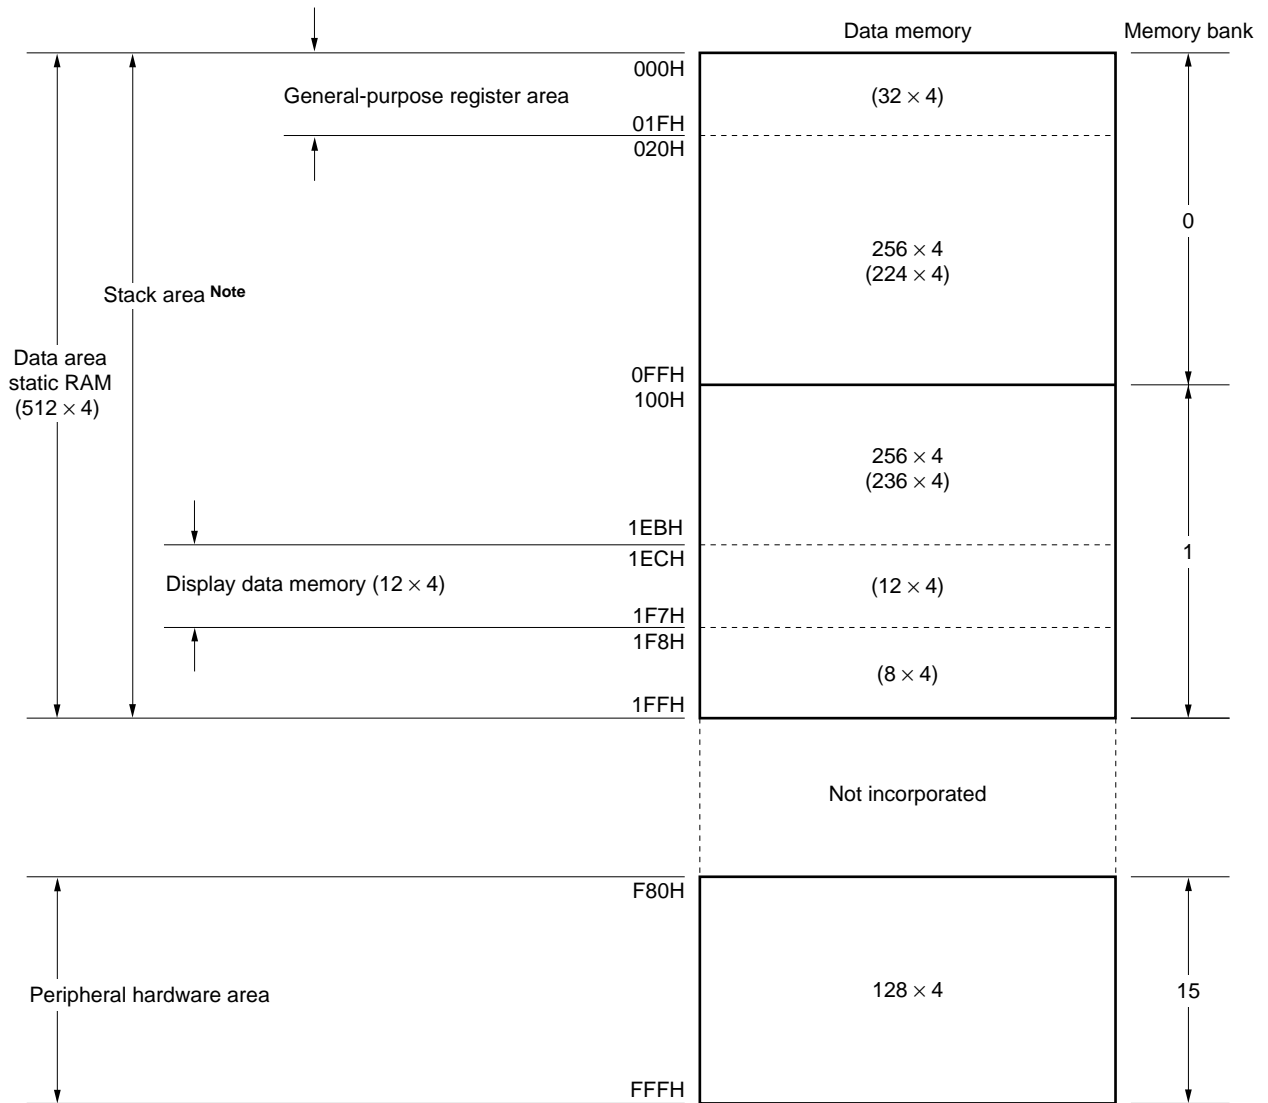 Data memory
Memory bank
000H
General-purpose register area
(32 × 4)
01FH
020H
0
256 × 4
(224 × 4)
Stack area Note
Data area
static RAM
(512 × 4)
0FFH
100H
256 × 4
(236 × 4)
1EBH
1ECH
1
Display data memory (12 × 4)
(12 × 4)
1F7H
1F8H
(8 × 4)
1FFH
Not incorporated
F80H
Peripheral hardware area
128 × 4
15
FFFH